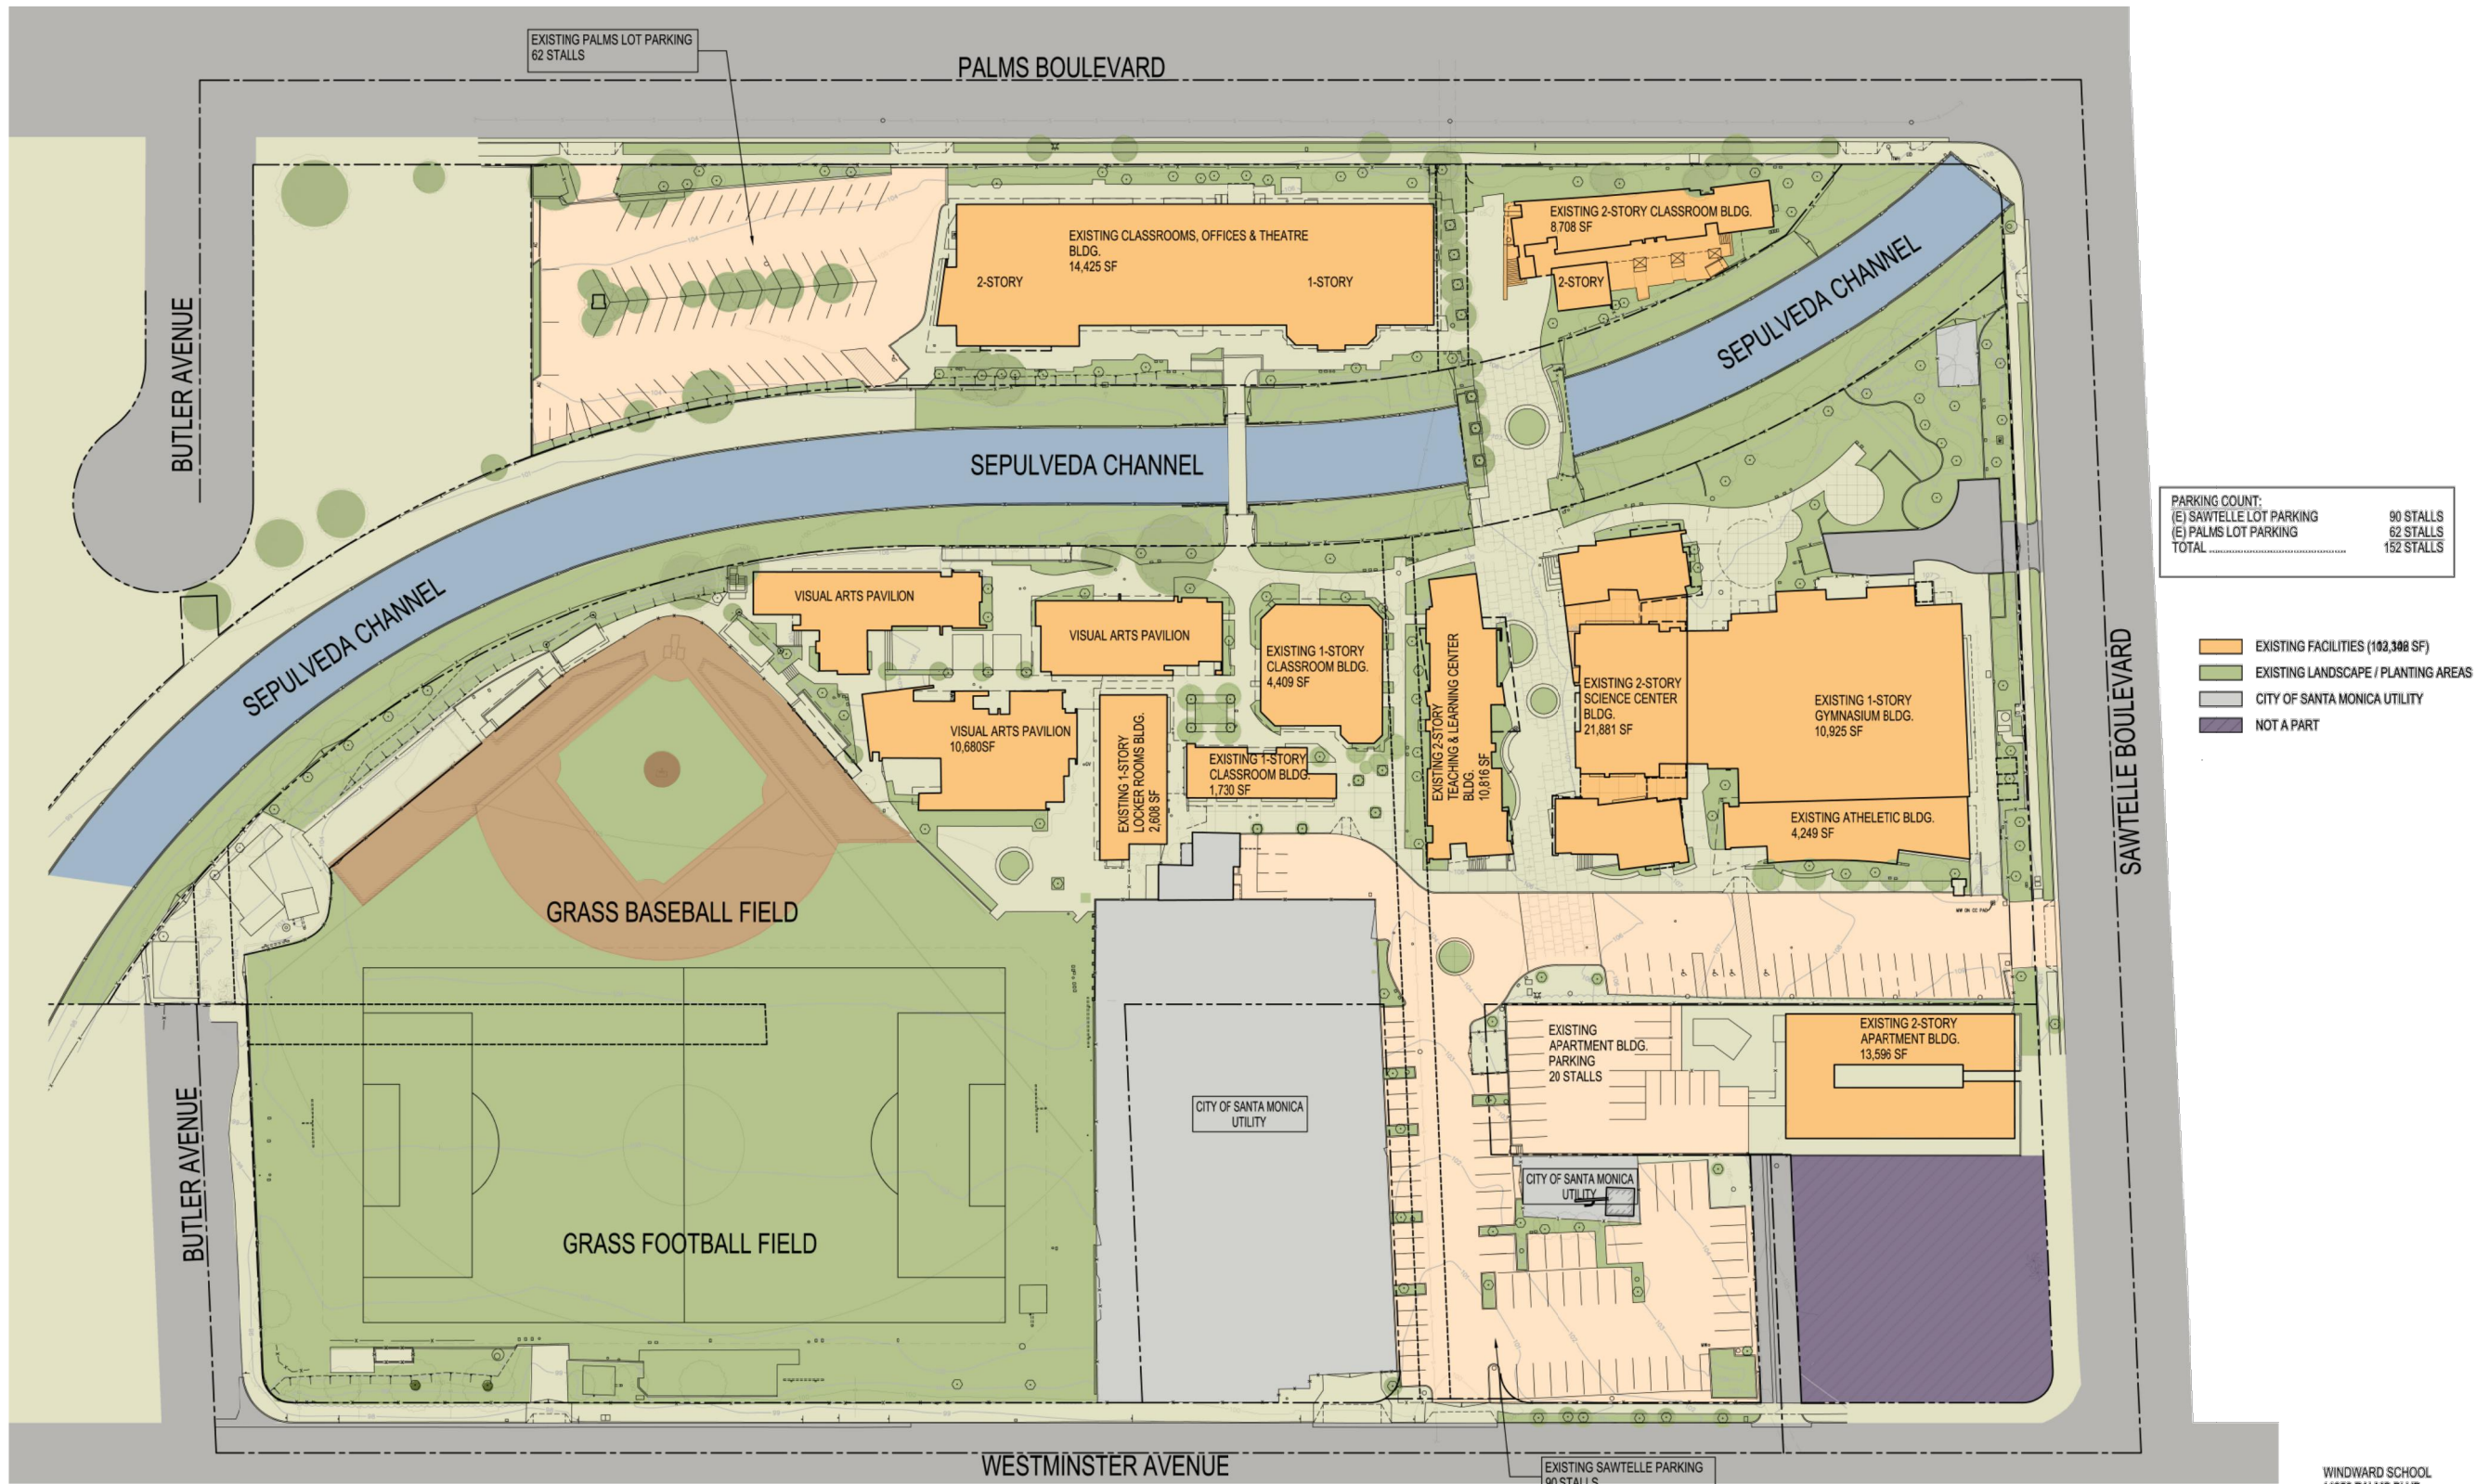 EXISTING PALMS LOT PARKING
62 STALLS
PALMS BOULEVARD
BUTLER AVENUE
EXISTING CLASSROOMS, OFFICES & THEATRE
BLDG.
14,425 SF
2-STORY
1-STORY
EXISTING 2-STORY CLASSROOM BLDG.
8.708 SF
2-STORY
SEPULVEDA CHANNEL
SEPULVEDA CHANNEL
SEPULVEDA CHANNEL
PARKING COUNT:
(E) SAWTELLE LOT PARKING 90 STALLS
(E) PALMS LOT PARKING 62 STALLS
TOTAL 152 STALLS
EXISTING FACILITIES ( SF)
EXISTING LANDSCAPE / PLANTING AREAS
CITY OF SANTA MONICA UTILITY
NOT A PART
VISUAL ARTS PAVILION
VISUAL ARTS PAVILION
VISUAL ARTS PAVILION
10,680SF
EXISTING 1-STORY
LOCKER ROOMS BLDG.
2,608 SF
EXISTING 1-STORY
CLASSROOM BLDG.
4,409 SF
EXISTING 1-STORY
CLASSROOM BLDG.
1,730 SF
EXISTING 2-STORY
TEACHING & LEARNING CENTER
BLDG.
10,816 SF
EXISTING 2-STORY
SCIENCE CENTER
BLDG.
21,881 SF
EXISTING 1-STORY
GYMNASIUM BLDG.
10,925 SF
EXISTING ATHELETIC BLDG.
4,249 SF
SAWTELLE BOULEVARD
GRASS BASEBALL FIELD
GRASS FOOTBALL FIELD
BUTLER AVENUE
CITY OF SANTA MONICA
UTILITY
EXISTING
APARTMENT BLDG.
PARKING
20 STALLS
EXISTING 2-STORY
APARTMENT BLDG.
13,596 SF
CITY OF SANTA MONICA
UTILITY
WESTMINSTER AVENUE
EXISTING SAWTELLE PARKING
90 STALLS
WINDWARD SCHOOL